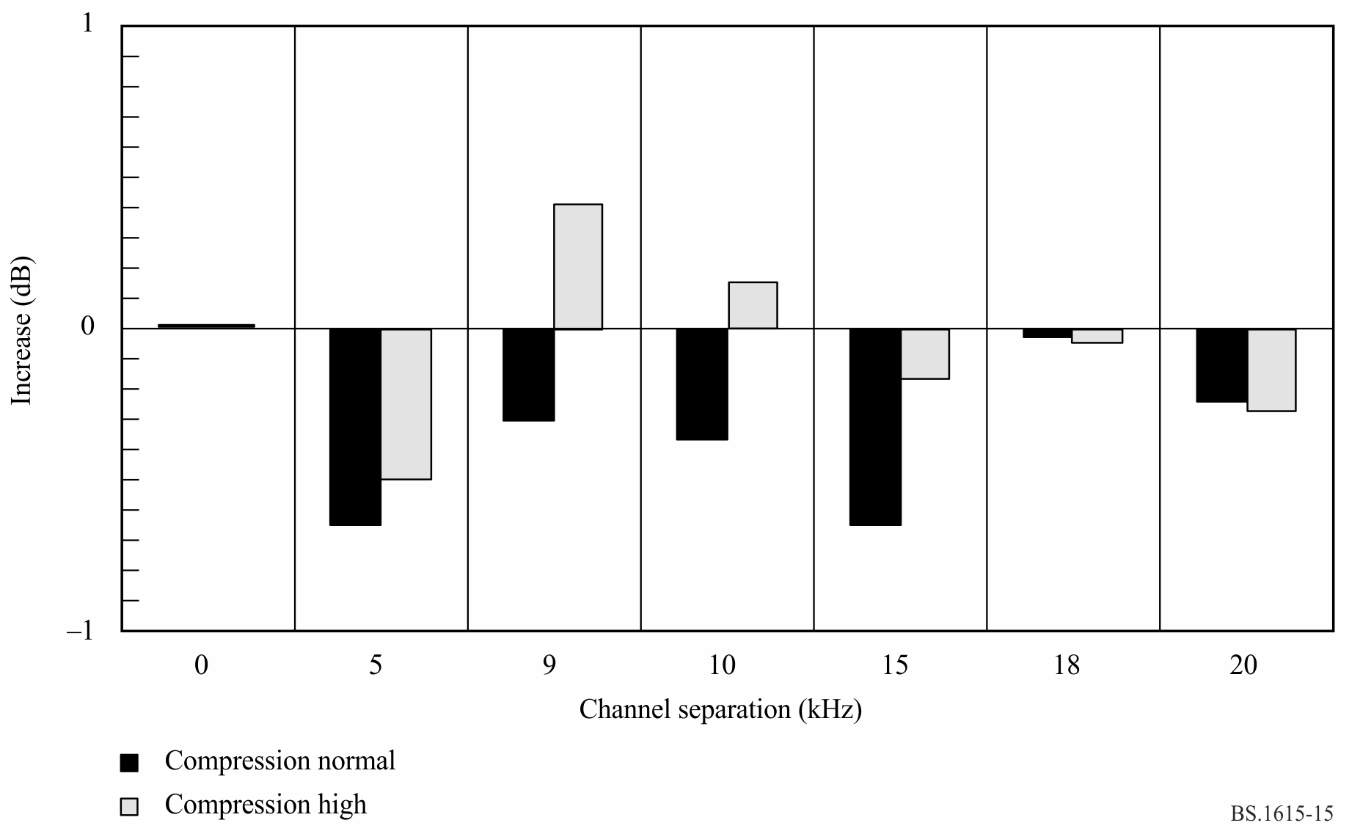 1
0
–1
Increase (dB)
0 5 9 10 15 18 20
Channel separation (kHz)
Compression normal
Compression high
BS.1615-15